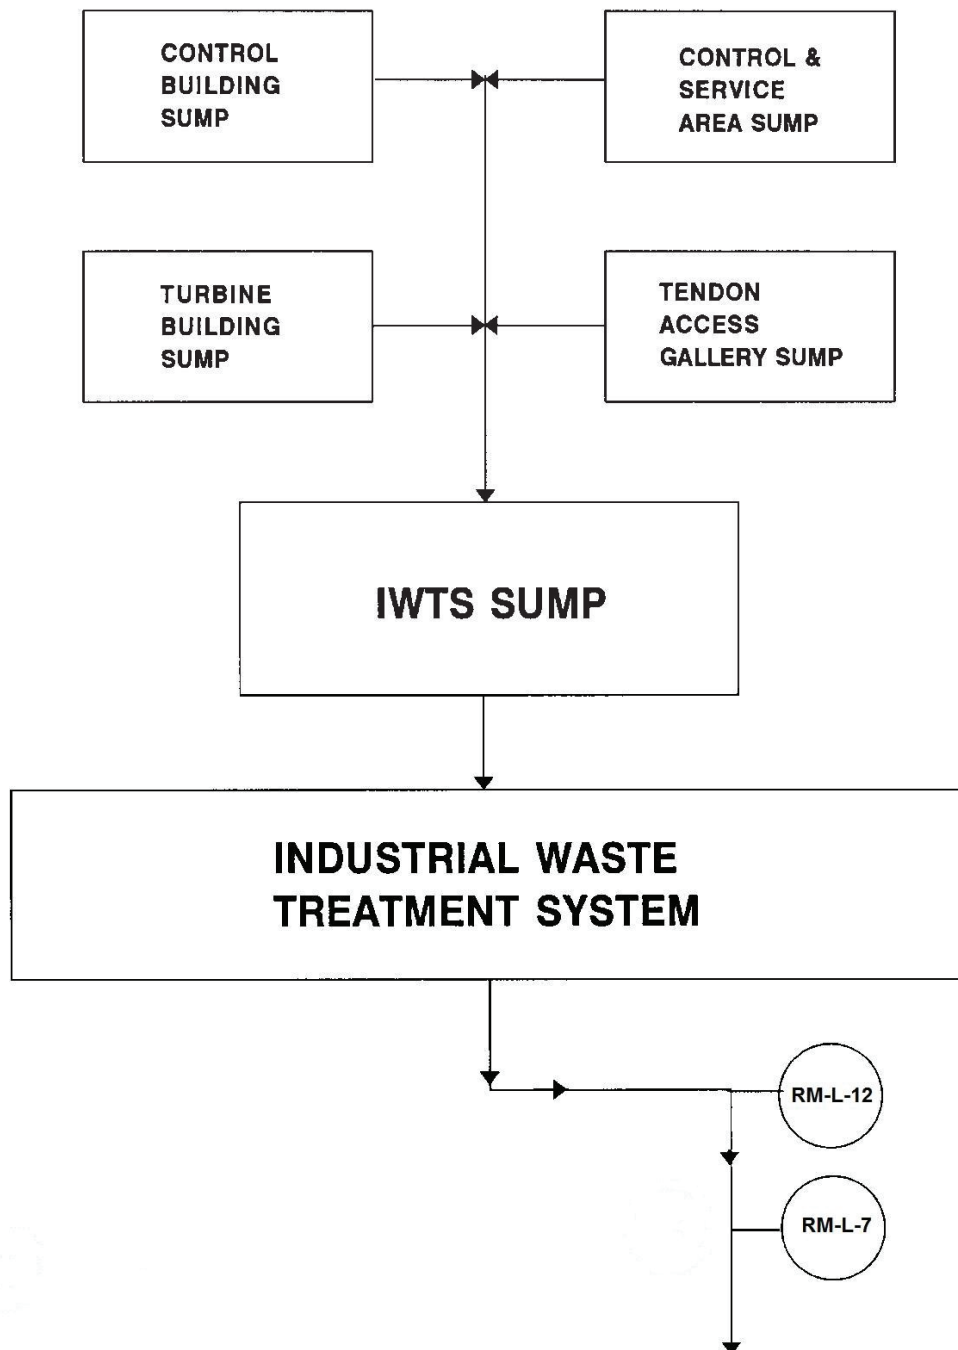 CONTROL
BUILDING
SUMP
CONTROL &
SERVICE
AREA SUMP
TURBINE
BUILDING
SUMP
TENDON
ACCESS
GALLERY SUMP
IWTS SUMP
INDUSTRIAL WASTE
TREATMENT SYSTEM
RM-L-12
RM-L-7